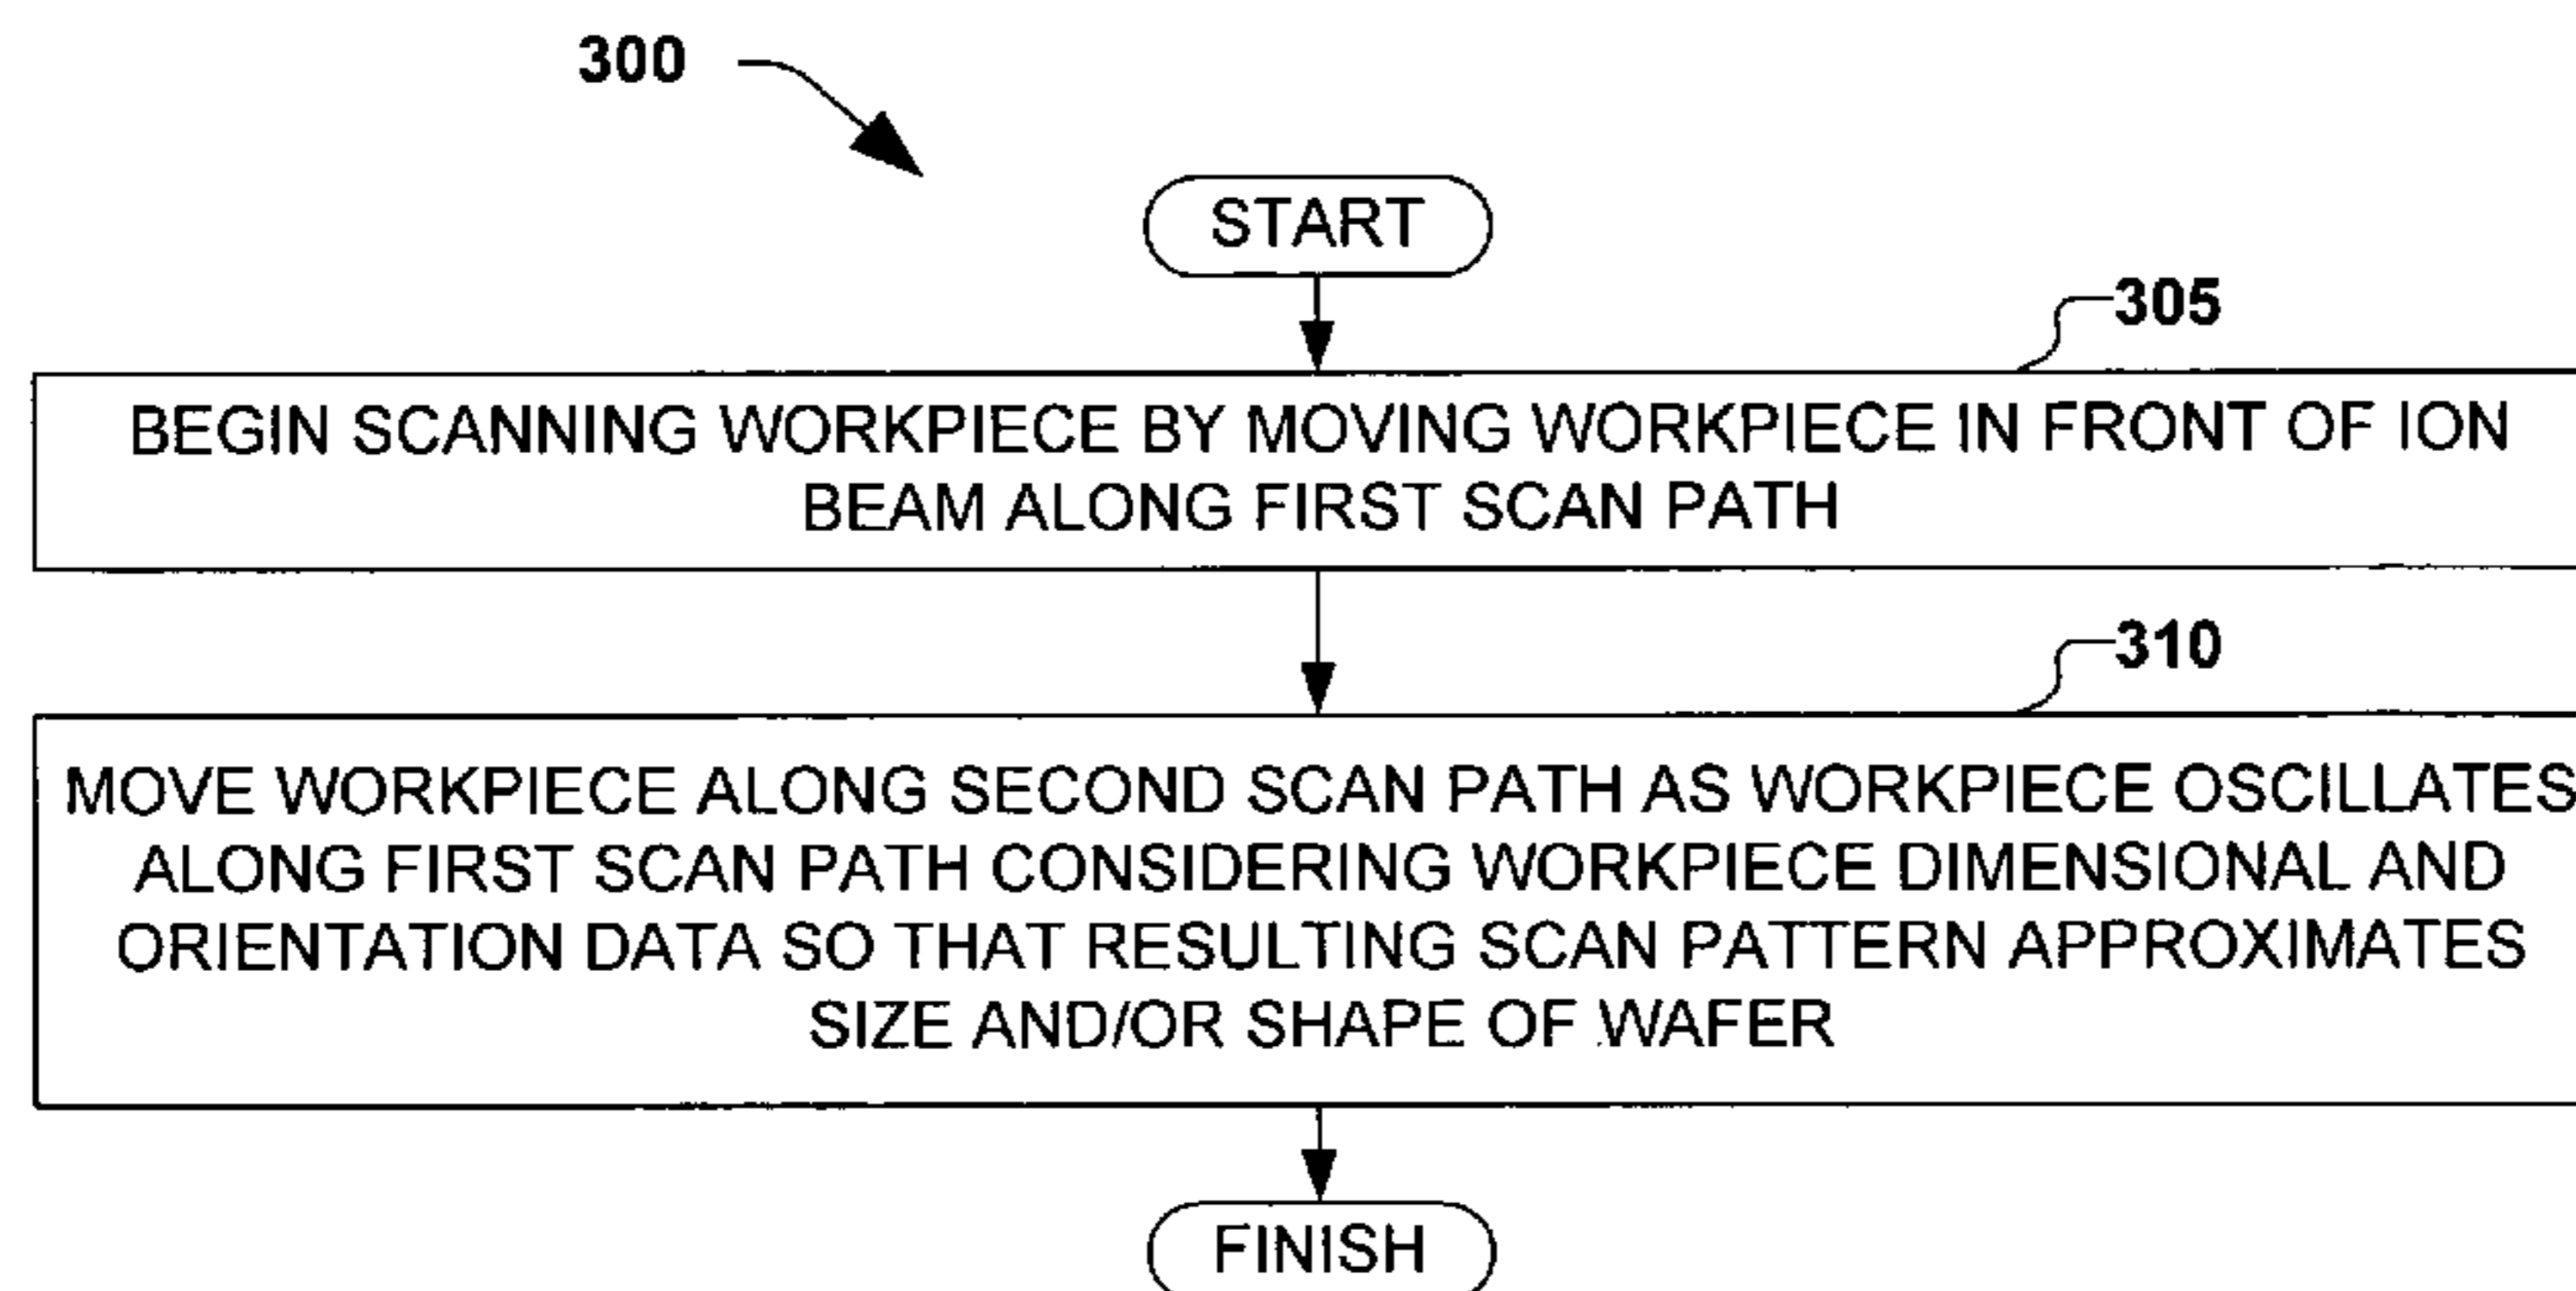 300
START
305
BEGIN SCANNING WORKPIECE BY MOVING WORKPIECE IN FRONT OF ION
BEAM ALONG FIRST SCAN PATH
310
MOVE WORKPIECE ALONG SECOND SCAN PATH AS WORKPIECE OSCILLATES
ALONG FIRST SCAN PATH CONSIDERING WORKPIECE DIMENSIONAL AND
ORIENTATION DATA SO THAT RESULTING SCAN PATTERN APPROXIMATES
SIZE AND/OR SHAPE OF WAFER
FINISH